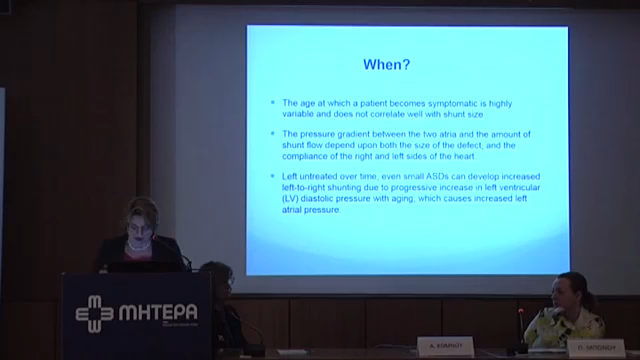 When?
The age at which a patient becomes symptomatic is highly
variable and does not correlate well with shunt size
The pressure gradient between the two atria and the amount of
shunt flow depend upon both the size of the defect, and the
compliance of the right and left sides of the heart
Left untreated over time, even small ASDs can develop increased
left-to-right shunting due to progressive increase in left ventricular
(LV) diastolic pressure with aging, which causes increased left
atrial pressure.
ΜΗΤΕΡΑ